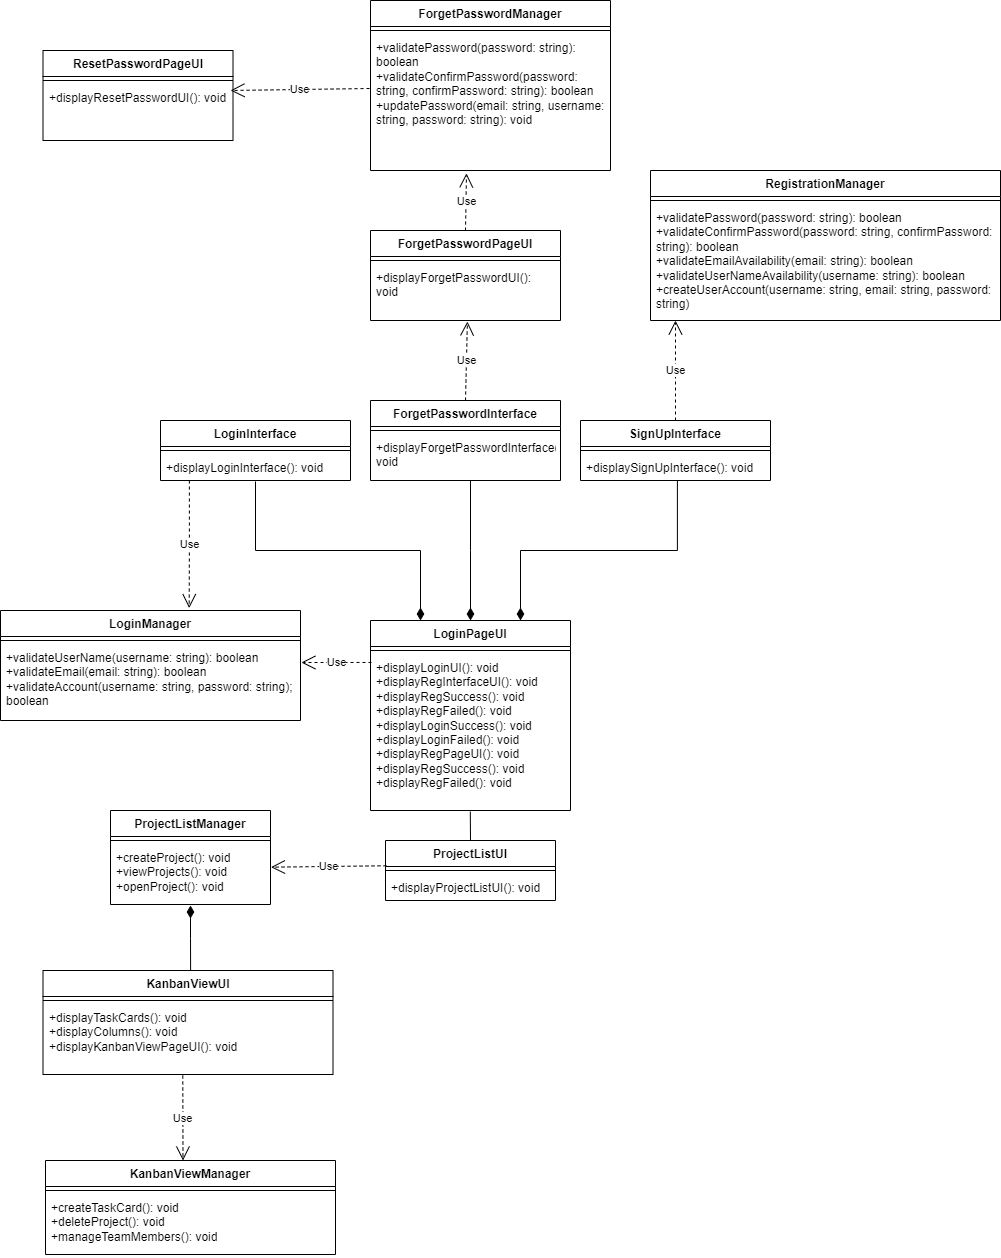 ForgetPasswordManager
+validatePassword(password: string):
boolean
+validateConfirmPassword(password:
string, confirmPassword: string): boolean
+updatePassword(email: string, username:
string, password: string): void
ResetPasswordPageUI
+displayResetPasswordUI(): void
Use
Use
RegistrationManager
+validatePassword(password: string): boolean
+validateConfirmPassword(password: string, confirmPassword:
string): boolean
+validateEmailAvailability(email: string): boolean
+validateUserNameAvailability(username: string): boolean
+createUserAccount(username: string, email: string, password:
string)
ForgetPasswordPageUI
+displayForgetPasswordUI():
void
Use
Use
ForgetPasswordInterface
+displayForgetPasswordInterface(
void
LoginInterface
+displayLoginInterface(): void
SignUpInterface
+displaySignUpInterface(): void
Use
LoginManager
+validateUserName(username: string): boolean
+validateEmail(email: string): boolean
+validateAccount(username: string, password: string);
boolean
Use
LoginPageUI
+displayLoginUI(): void
+displayRegInterfaceUI(): void
+displayRegSuccess(): void
+displayRegFailed(): void
+displayLoginSuccess(): void
+displayLoginFailed(): void
+displayRegPageUI(): void
+displayRegSuccess(): void
+displayRegFailed(): void
ProjectListManager
+createProject(): void
+viewProjects(): void
+openProject(): void
Use
ProjectListUI
+displayProjectListUI(): void
KanbanViewUI
+displayTaskCards(): void
+displayColumns(): void
+displayKanbanViewPageUI(): void
Use
KanbanViewManager
+createTaskCard(): void
+deleteProject(): void
+manageTeamMembers(): void